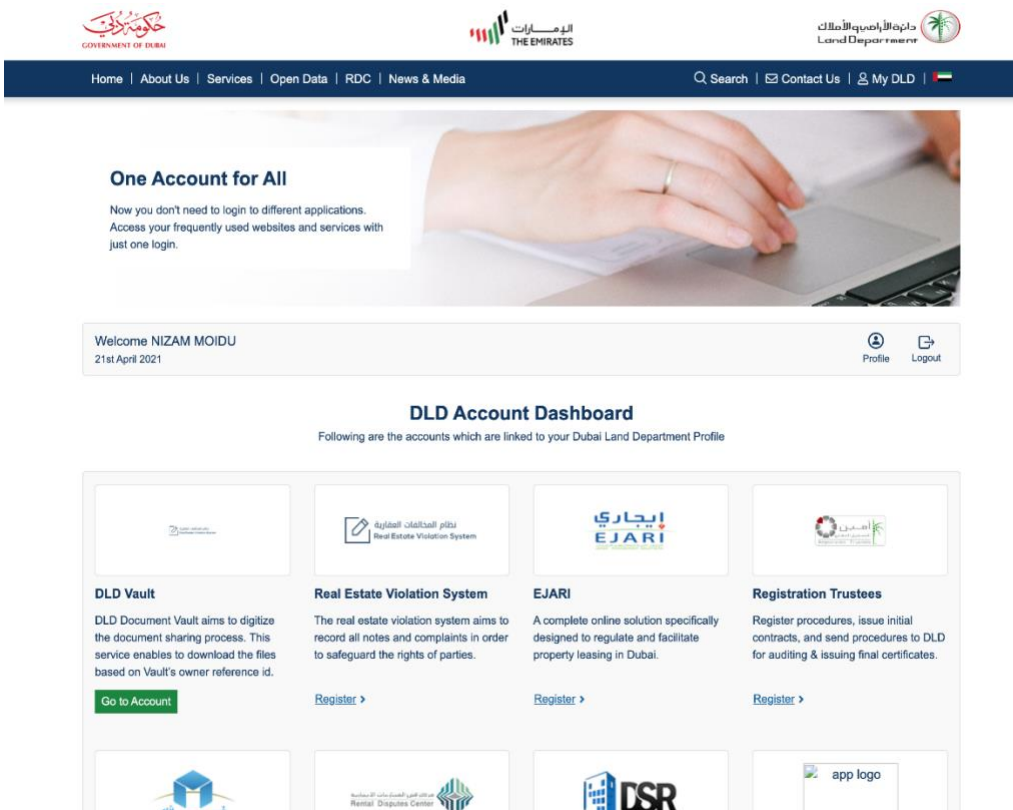 حكومة دبي
GOVERNMENT OF DUBAI
الإمارات
THE EMIRATES
دائرة الأراضي والأملاك
Land Department
Home | About Us | Services | Open Data | RDC | News & Media
Search | Contact Us | My DLD |
One Account for All
Now you don't need to login to different applications.
Access your frequently used websites and services with
just one login.
Welcome NIZAM MOIDU
21st April 2021
Profile
Logout
DLD Account Dashboard
Following are the accounts which are linked to your Dubai Land Department Profile
نظام المخالفات العقارية
Real Estate Violation System
إيجاري
EJARI
DLD Vault
DLD Document Vault aims to digitize
the document sharing process. This
service enables to download the files
based on Vault's owner reference id.
Go to Account
Real Estate Violation System
The real estate violation system aims to
record all notes and complaints in order
to safeguard the rights of parties.
Register >
EJARI
A complete online solution specifically
designed to regulate and facilitate
property leasing in Dubai.
Register >
أمين
Registration Trustees
Register procedures, issue initial
contracts, and send procedures to DLD
for auditing & issuing final certificates.
Register >
Rental Disputes Center
DSR
app logo